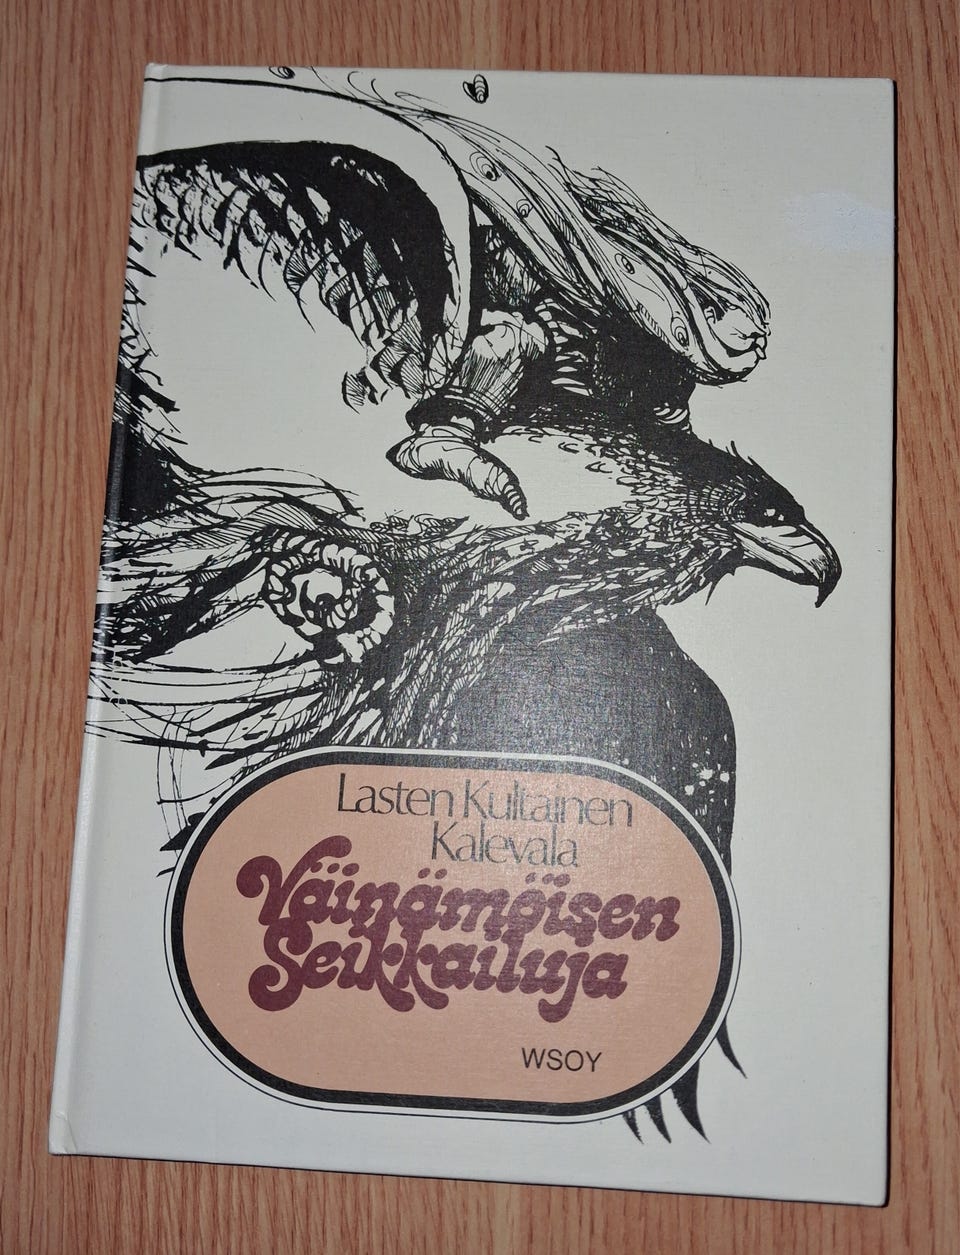 Lasten Kultainen
Kalevala
Väinämöisen
Seikkailuja
WSOY